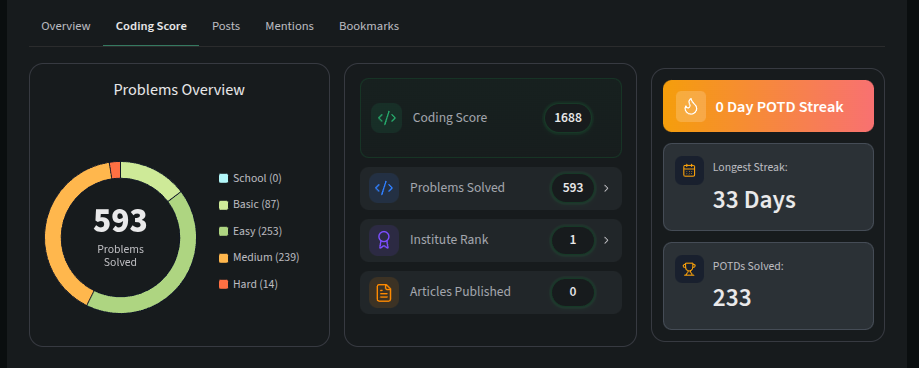 Overview Coding Score Posts Mentions Bookmarks
Problems Overview
593
Problems
Solved
School (0)
Basic (87)
Easy (253)
Medium (239)
Hard (14)
Coding Score 1688
Problems Solved 593
Institute Rank 1
Articles Published 0
0 Day POTD Streak
Longest Streak:
33 Days
POTDs Solved:
233